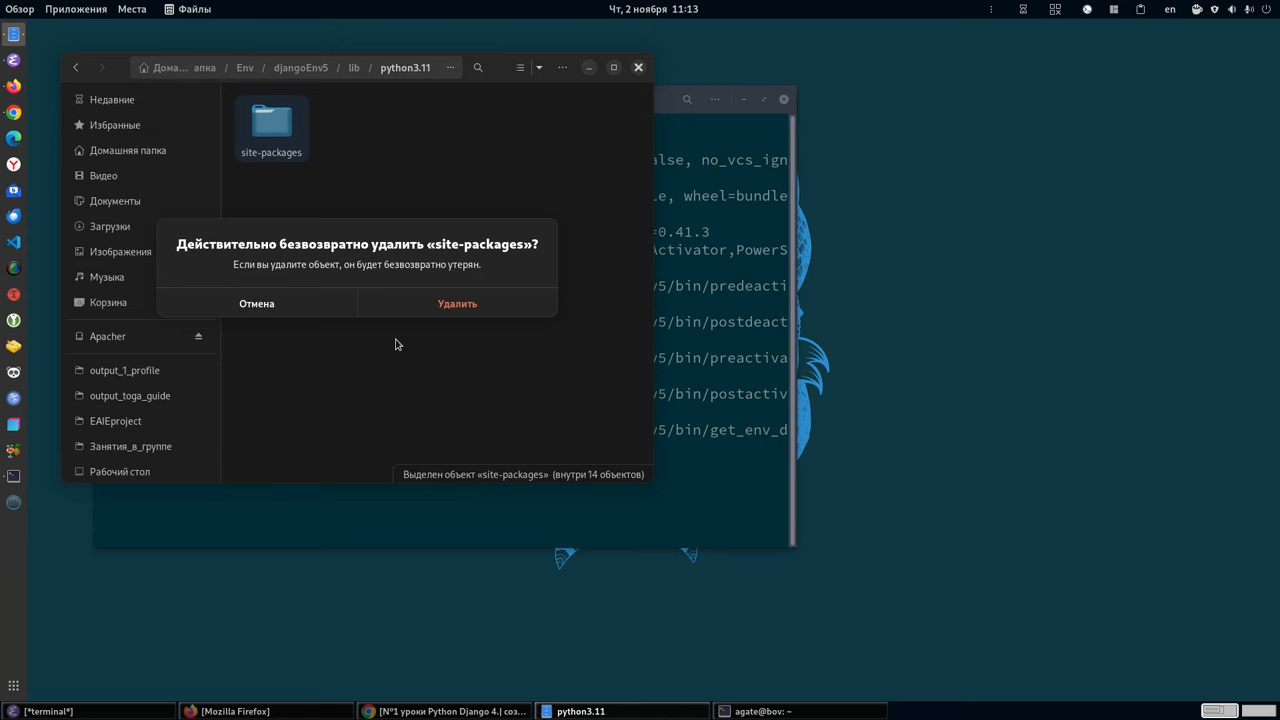 Обзор Приложения Места Файлы Чт, 2 ноября 11:13 en
Дома... апка / Env / djangoEnv5 / lib / python3.11 ...
Недавние
Избранные
Домашняя папка
Видео
Документы
Загрузки
Изображения
Музыка
Корзина
Apacher
output_1_profile
output_toga_guide
EAIEproject
Занятия_в_группе
Рабочий стол
site-packages
Действительно безвозвратно удалить «site-packages»?
Если вы удалите объект, он будет безвозвратно утерян.
Отмена Удалить
Выделен объект «site-packages» (внутри 14 объектов)
alse, no_vcs_ign
le, wheel=bundle
=0.41.3
Activator,PowerS
v5/bin/predeacti
v5/bin/postdeact
v5/bin/preactiva
v5/bin/postactiv
v5/bin/get_env_d
[*terminal*] [Mozilla Firefox] [№1 уроки Python Django 4.| соз... python3.11 agate@bov: ~